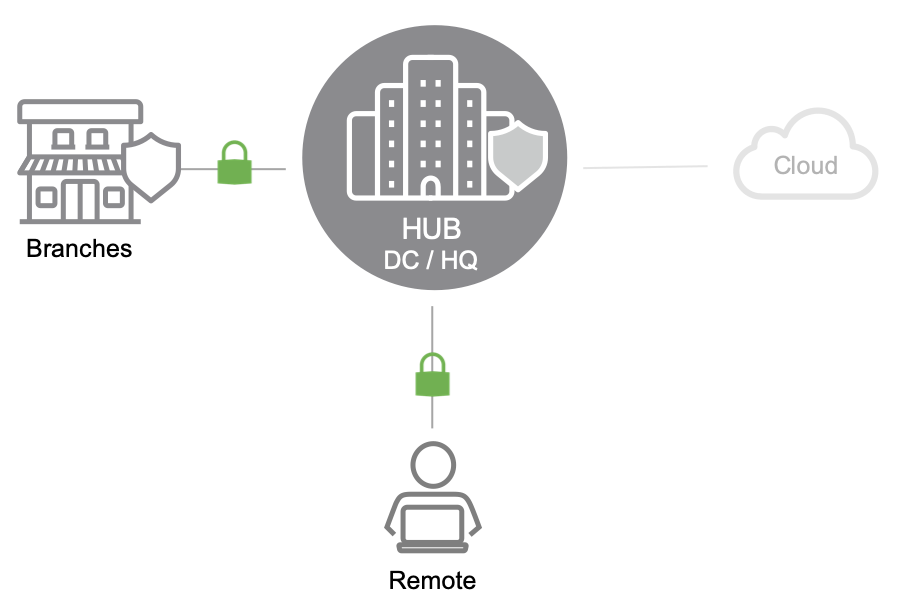 Branches
HUB
DC / HQ
Cloud
Remote